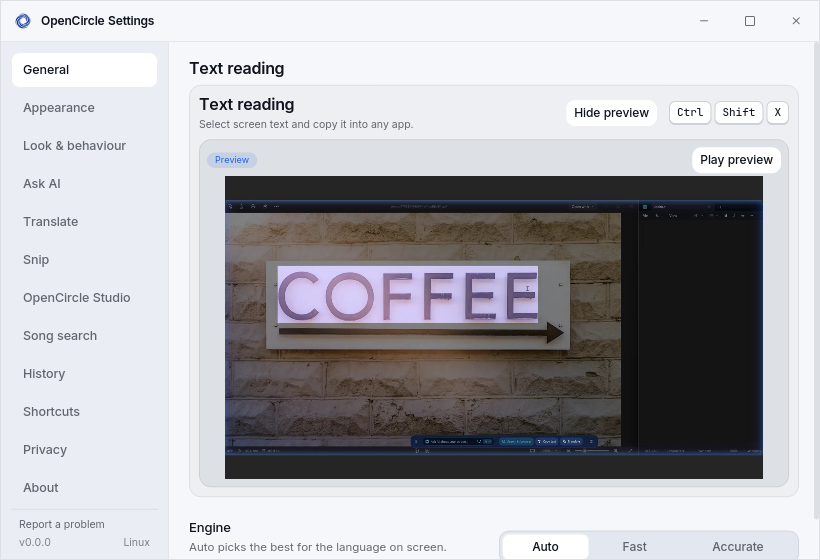 OpenCircle Settings
General
Appearance
Look & behaviour
Ask AI
Translate
Snip
OpenCircle Studio
Song search
History
Shortcuts
Privacy
About
Report a problem
v0.0.0 Linux
Text reading
Text reading
Select screen text and copy it into any app.
Hide preview
Ctrl Shift X
Preview
Play preview
COFFEE
Engine
Auto picks the best for the language on screen.
Auto Fast Accurate